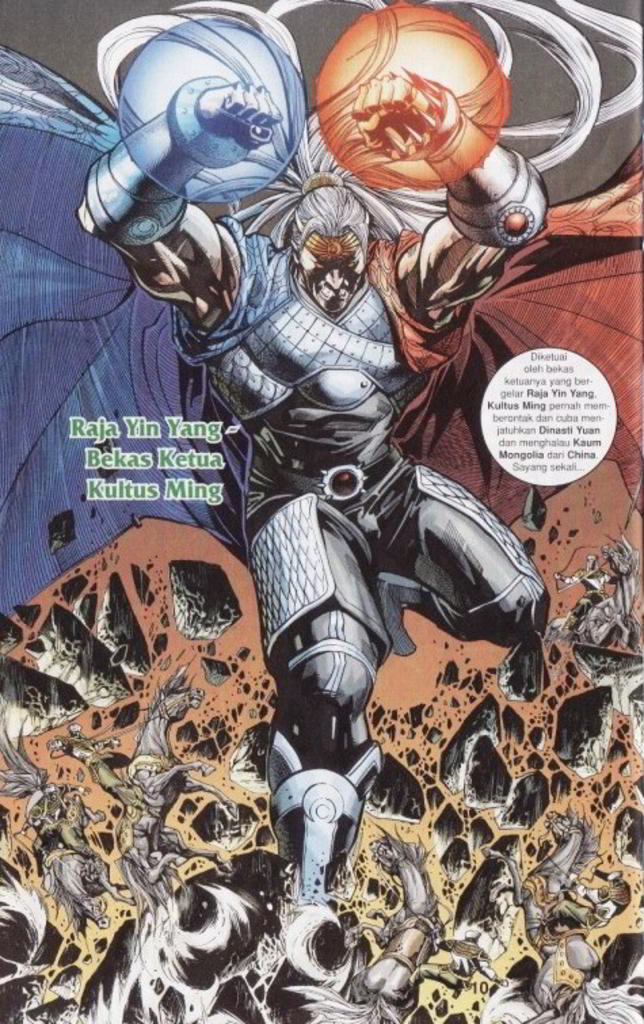 Raja Yin Yang -
Bekas Ketua
Kultus Ming
Diketuai
oleh bekas
ketuanya yang ber-
gelar Raja Yin Yang,
Kultus Ming pernah mem-
berontak dan cuba men-
jatuhkan Dinasti Yuan
dan menghalau Kaum
Mongolia dari China.
Sayang sekali...
10